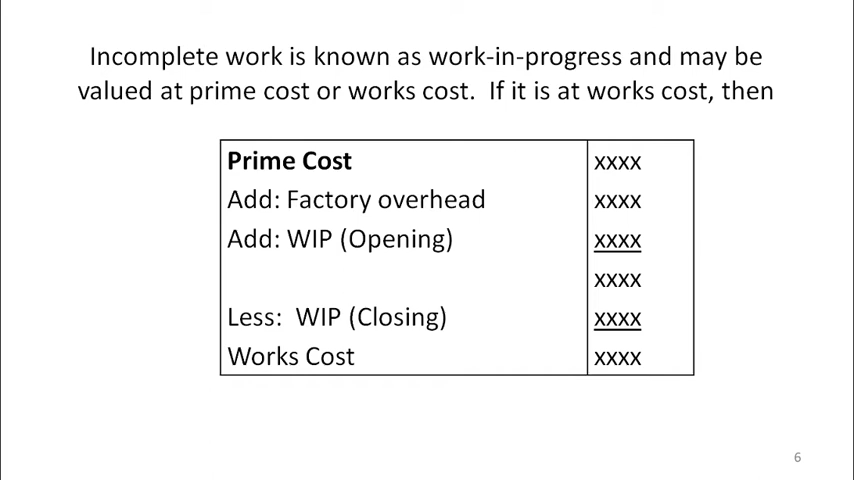 Incomplete work is known as work-in-progress and may be
valued at prime cost or works cost.  If it is at works cost, then
Prime Cost xxxx
Add: Factory overhead xxxx
Add: WIP (Opening) xxxx
xxxx
Less:  WIP (Closing) xxxx
Works Cost xxxx
6